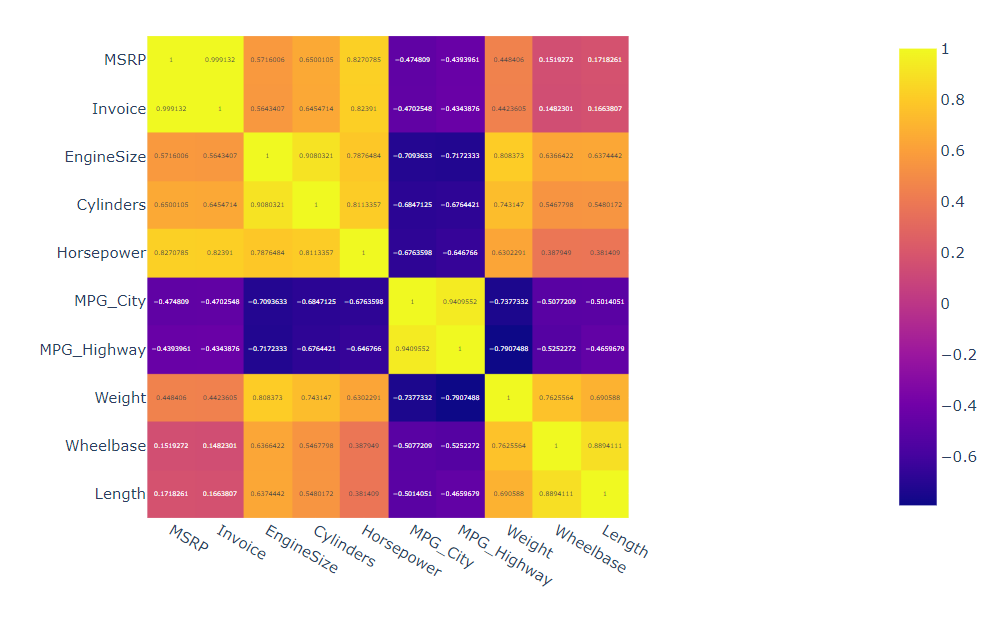 MSRP 1 0.999132 0.5716006 0.6500105 0.8270785 −0.474809 −0.4393961 0.448406 0.1519272 0.1718261
Invoice 0.999132 1 0.5643407 0.6454714 0.82391 −0.4702548 −0.4343876 0.4423605 0.1482301 0.1663807
EngineSize 0.5716006 0.5643407 1 0.9080321 0.7876484 −0.7093633 −0.7172333 0.808373 0.6366422 0.6374442
Cylinders 0.6500105 0.6454714 0.9080321 1 0.8113357 −0.6847125 −0.6764421 0.743147 0.5467798 0.5480172
Horsepower 0.8270785 0.82391 0.7876484 0.8113357 1 −0.6763598 −0.646766 0.6302291 0.387949 0.381409
MPG_City −0.474809 −0.4702548 −0.7093633 −0.6847125 −0.6763598 1 0.9409552 −0.7377332 −0.5077209 −0.5014051
MPG_Highway −0.4393961 −0.4343876 −0.7172333 −0.6764421 −0.646766 0.9409552 1 −0.7907488 −0.5252272 −0.4659679
Weight 0.448406 0.4423605 0.808373 0.743147 0.6302291 −0.7377332 −0.7907488 1 0.7625564 0.690588
Wheelbase 0.1519272 0.1482301 0.6366422 0.5467798 0.387949 −0.5077209 −0.5252272 0.7625564 1 0.8894111
Length 0.1718261 0.1663807 0.6374442 0.5480172 0.381409 −0.5014051 −0.4659679 0.690588 0.8894111 1
MSRP Invoice EngineSize Cylinders Horsepower MPG_City MPG_Highway Weight Wheelbase Length
1
0.8
0.6
0.4
0.2
0
−0.2
−0.4
−0.6